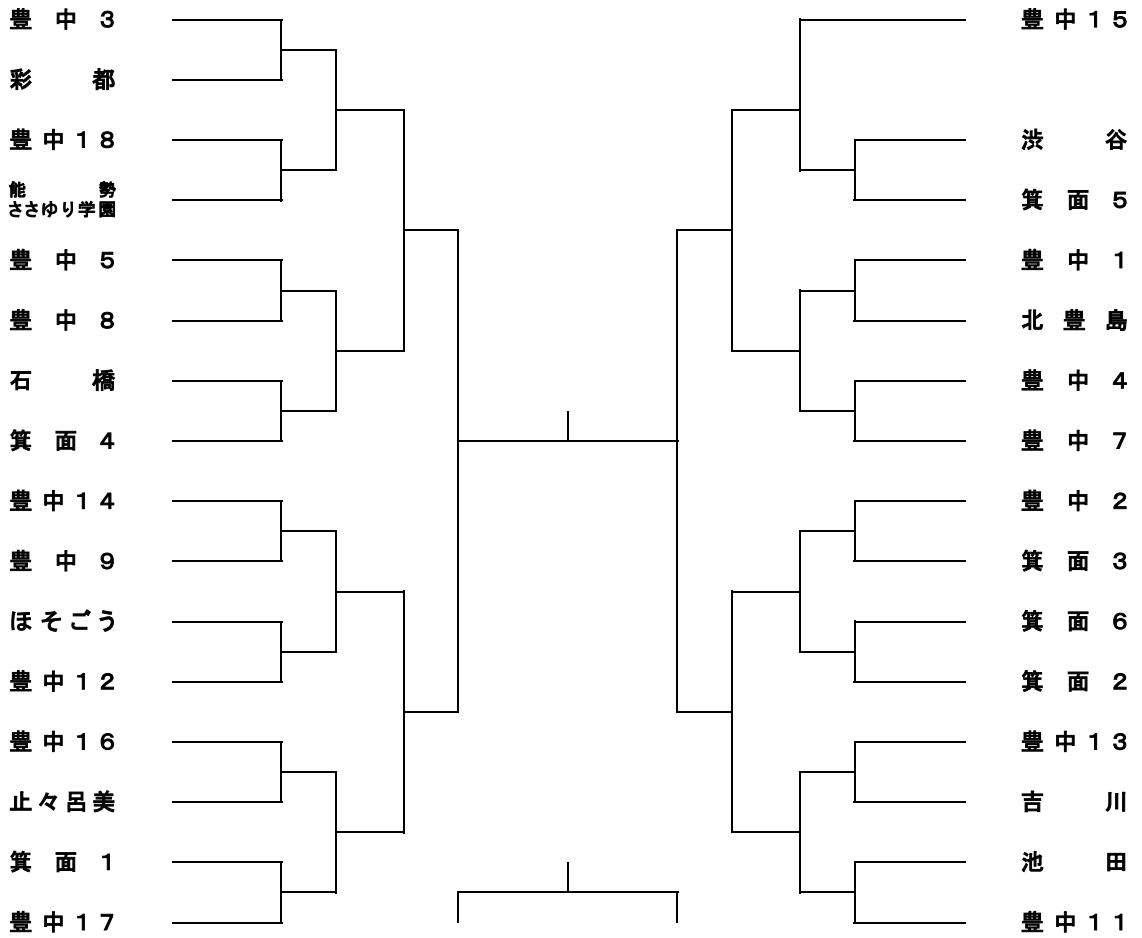 豊中3
彩都
豊中18
能勢
ささゆり学園
豊中5
豊中8
石橋
箕面4
豊中14
豊中9
ほそごう
豊中12
豊中16
止々呂美
箕面1
豊中17
豊中15
渋谷
箕面5
豊中1
北豊島
豊中4
豊中7
豊中2
箕面3
箕面6
箕面2
豊中13
吉川
池田
豊中11